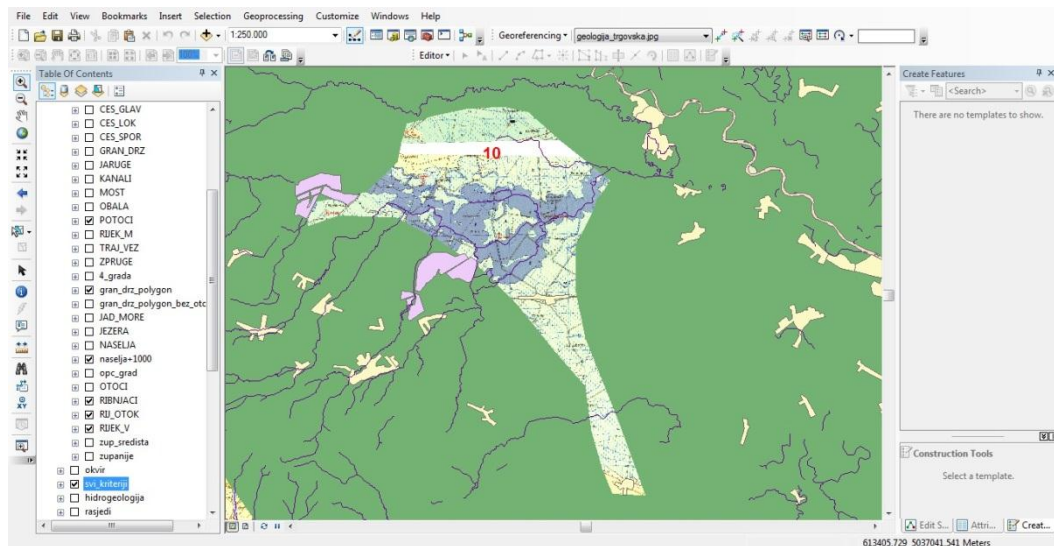 File Edit View Bookmarks Insert Selection Geoprocessing Customize Windows Help
1:250.000
Georeferencing
geologija_trgovska.jpg
Editor
Table Of Contents
CES_GLAV
CES_LOK
CES_SPOR
GRAN_DRZ
JARUGE
KANALI
MOST
OBALA
POTOCI
RIJEK_M
TRAJ_VEZ
ZPRUGE
4_grada
gran_drz_polygon
gran_drz_polygon_bez_otc
JAD_MORE
JEZERA
NASELJA
naselja+1000
opc_grad
OTOCI
RIBNJACI
RIJ_OTOK
RIJEK_V
zup_sredista
zupanije
okvir
svi_kriteriji
hidrogeologija
rasjedi
10
Create Features
<Search>
There are no templates to show.
Construction Tools
Select a template.
Edit S...
Attri...
Creat...
613405.729 5037041.541 Meters